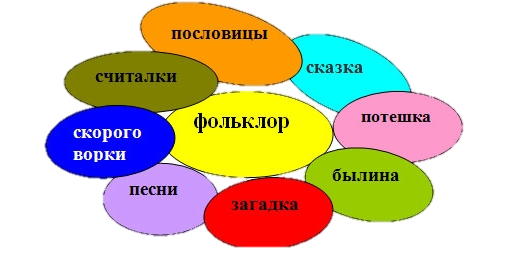 пословицы
сказка
считалки
фольклор
потешка
скорого
ворки
былина
песни
загадка